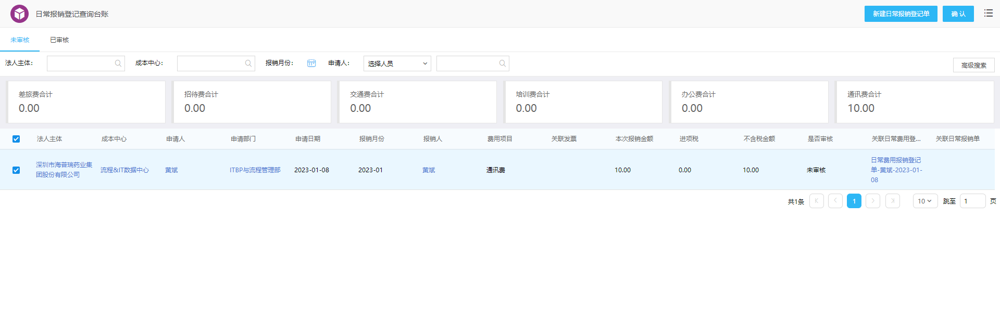 日常报销登记查询台账
新建日常报销登记单
确 认
未审核
已审核
法人主体：
成本中心：
报销月份：
申请人：
选择人员
高级搜索
差旅费合计
0.00
招待费合计
0.00
交通费合计
0.00
培训费合计
0.00
办公费合计
0.00
通讯费合计
10.00
法人主体 成本中心 申请人 申请部门 申请日期 报销月份 报销人 费用项目 关联发票 本次报销金额 进项税 不含税金额 是否审核 关联日常费用登... 关联日常报销单
深圳市海普瑞药业集
团股份有限公司
流程&IT数据中心
黄斌
ITBP与流程管理部
2023-01-08
2023-01
黄斌
通讯费
10.00
0.00
10.00
未审核
日常费用报销登记
单-黄斌-2023-01-
08
共1条
1
10
跳至
1
页